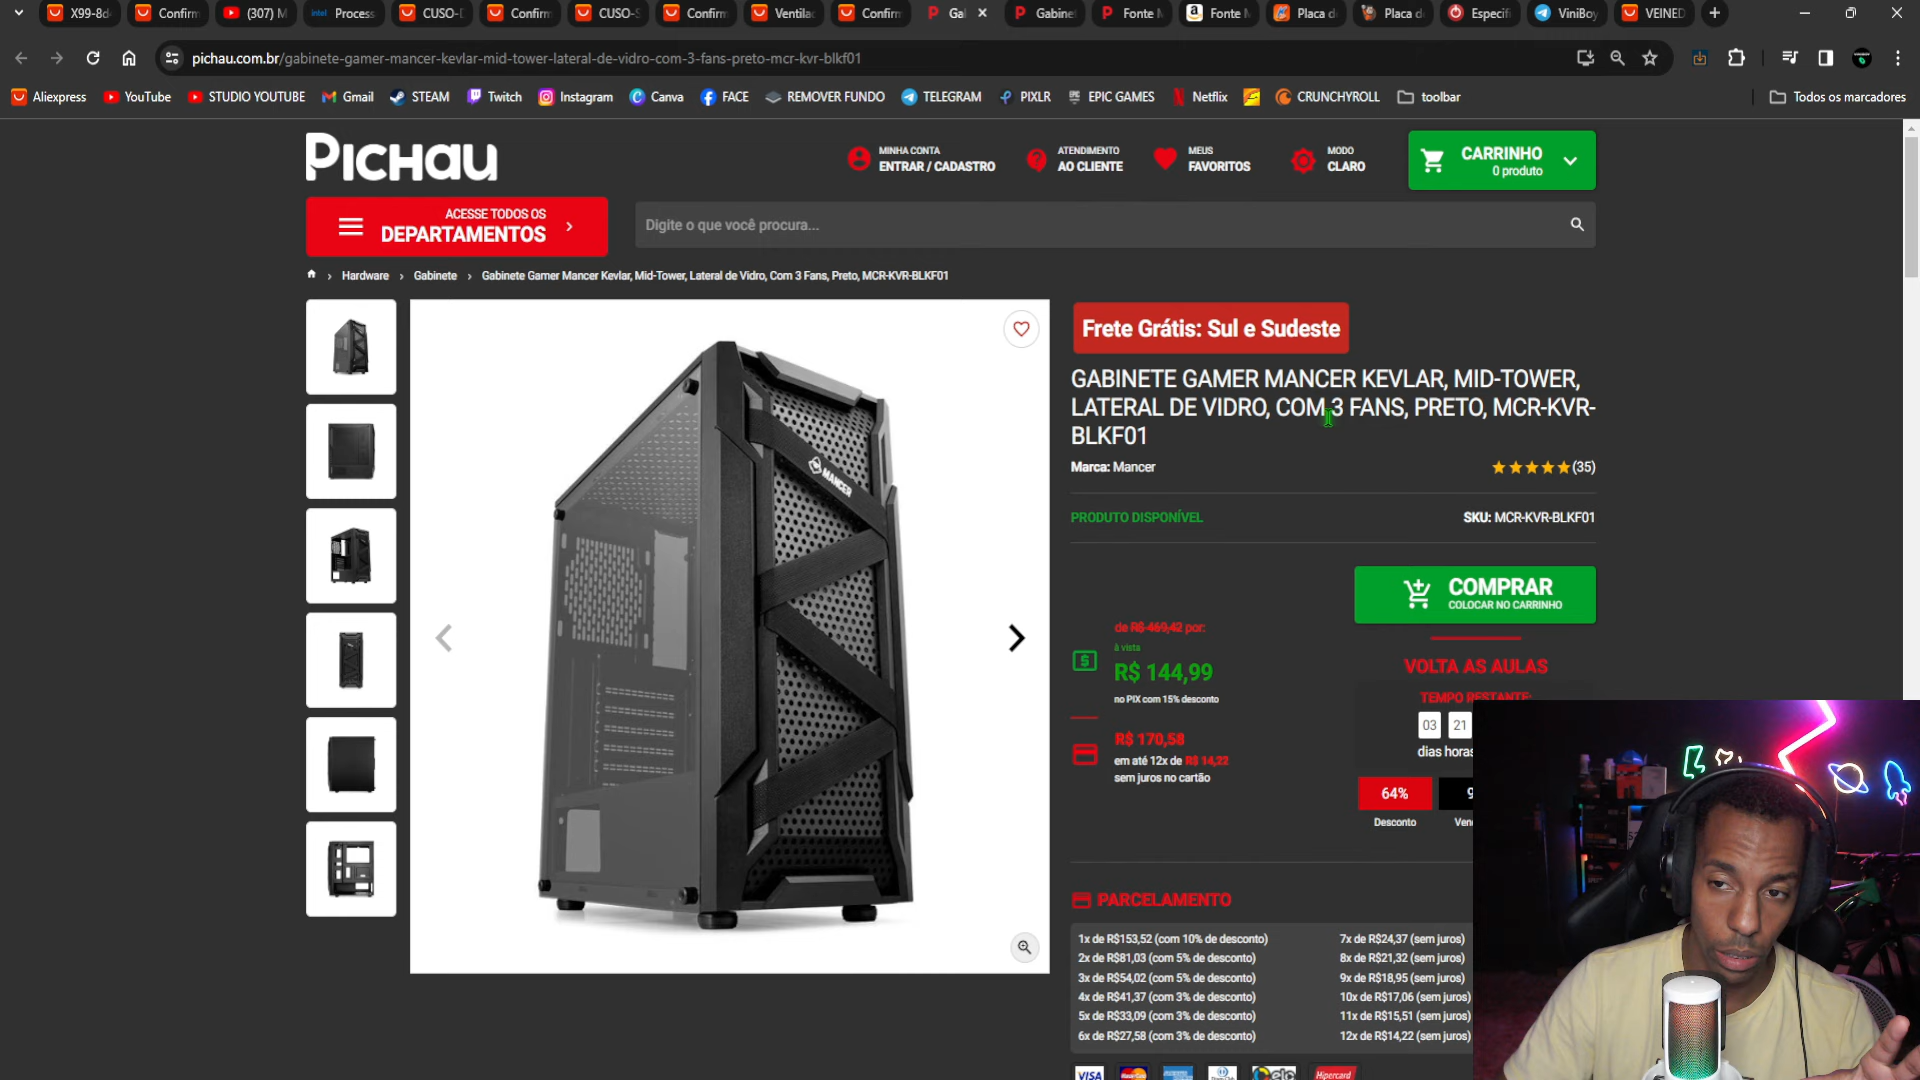 X99-8d
Confirm
(307) M
intel Process
CUSO-
Confirm
CUSO-S
Confirm
Ventila
Confirm
Gal
Gabine
Fonte M
Fonte
Placa d
Placa d
Especifi
ViniBoy
VEINED
pichau.com.br/gabinete-gamer-mancer-kevlar-mid-tower-lateral-de-vidro-com-3-fans-preto-mcr-kvr-blkf01
Aliexpress
YouTube
STUDIO YOUTUBE
Gmail
STEAM
Twitch
Instagram
Canva
FACE
REMOVER FUNDO
TELEGRAM
PIXLR
EPIC GAMES
Netflix
CRUNCHYROLL
toolbar
Todos os marcadores
PICHAU
MINHA CONTA
ENTRAR / CADASTRO
ATENDIMENTO
AO CLIENTE
MEUS
FAVORITOS
MODO
CLARO
CARRINHO
0 produto
ACESSE TODOS OS
DEPARTAMENTOS
Digite o que você procura...
Hardware › Gabinete › Gabinete Gamer Mancer Kevlar, Mid-Tower, Lateral de Vidro, Com 3 Fans, Preto, MCR-KVR-BLKF01
MANCER
Frete Grátis: Sul e Sudeste
GABINETE GAMER MANCER KEVLAR, MID-TOWER,
LATERAL DE VIDRO, COM 3 FANS, PRETO, MCR-KVR-
BLKF01
Marca: Mancer
(35)
PRODUTO DISPONÍVEL
SKU: MCR-KVR-BLKF01
COMPRAR
COLOCAR NO CARRINHO
de R$ 469,42 por:
à vista
R$ 144,99
no PIX com 15% desconto
R$ 170,58
em até 12x de R$ 14,22
sem juros no cartão
VOLTA AS AULAS
TEMPO RESTANTE:
03 21
dias horas
64%
Desconto
9
Ven
PARCELAMENTO
1x de R$153,52 (com 10% de desconto)
2x de R$81,03 (com 5% de desconto)
3x de R$54,02 (com 5% de desconto)
4x de R$41,37 (com 3% de desconto)
5x de R$33,09 (com 3% de desconto)
6x de R$27,58 (com 3% de desconto)
7x de R$24,37 (sem juros)
8x de R$21,32 (sem juros)
9x de R$18,95 (sem juros)
10x de R$17,06 (sem juros)
11x de R$15,51 (sem juros)
12x de R$14,22 (sem juros)
VISA
elo
Hipercard